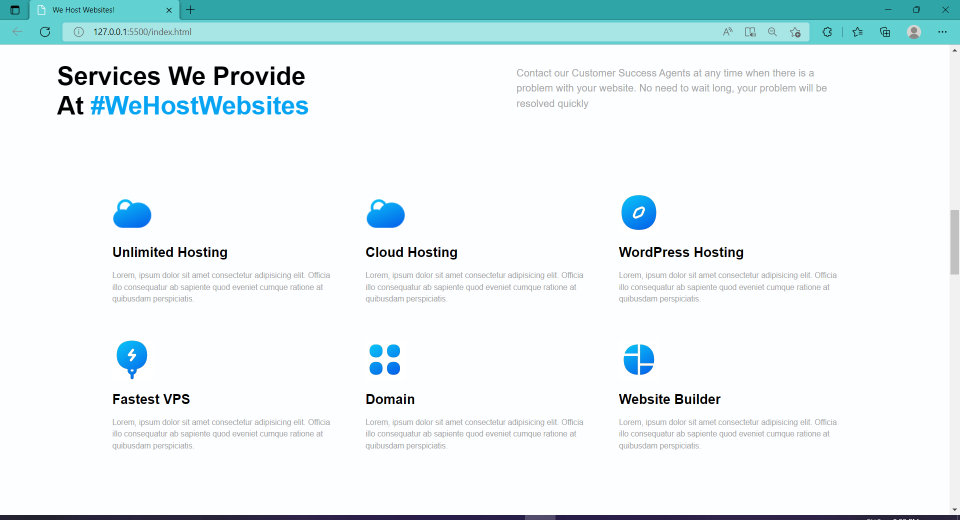 We Host Websites!
127.0.0.1:5500/index.html
Services We Provide
At #WeHostWebsites
Contact our Customer Success Agents at any time when there is a
problem with your website. No need to wait long, your problem will be
resolved quickly
Unlimited Hosting
Lorem, ipsum dolor sit amet consectetur adipisicing elit. Officia
illo consequatur ab sapiente quod eveniet cumque ratione at
quibusdam perspiciatis.
Cloud Hosting
Lorem, ipsum dolor sit amet consectetur adipisicing elit. Officia
illo consequatur ab sapiente quod eveniet cumque ratione at
quibusdam perspiciatis.
WordPress Hosting
Lorem, ipsum dolor sit amet consectetur adipisicing elit. Officia
illo consequatur ab sapiente quod eveniet cumque ratione at
quibusdam perspiciatis.
Fastest VPS
Lorem, ipsum dolor sit amet consectetur adipisicing elit. Officia
illo consequatur ab sapiente quod eveniet cumque ratione at
quibusdam perspiciatis.
Domain
Lorem, ipsum dolor sit amet consectetur adipisicing elit. Officia
illo consequatur ab sapiente quod eveniet cumque ratione at
quibusdam perspiciatis.
Website Builder
Lorem, ipsum dolor sit amet consectetur adipisicing elit. Officia
illo consequatur ab sapiente quod eveniet cumque ratione at
quibusdam perspiciatis.